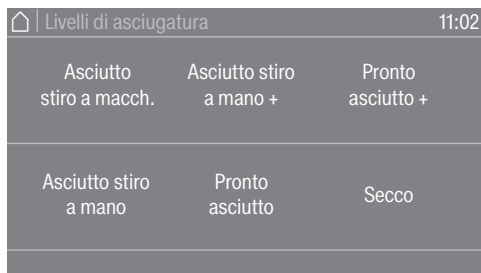 Livelli di asciugatura 11:02
Asciutto stiro a macch.
Asciutto stiro a mano +
Pronto asciutto +
Asciutto stiro a mano
Pronto asciutto
Secco